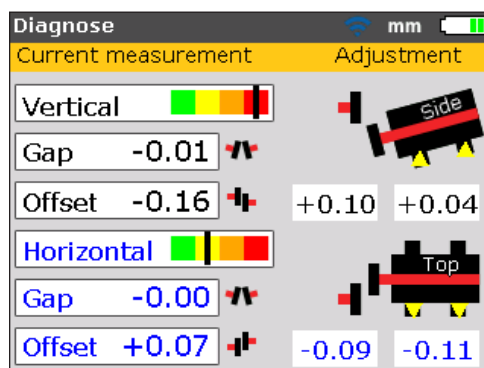 Diagnose mm
Current measurement Adjustment
Vertical
Side
Gap -0.01
Offset -0.16 +0.10 +0.04
Horizontal
Top
Gap -0.00
Offset +0.07 -0.09 -0.11